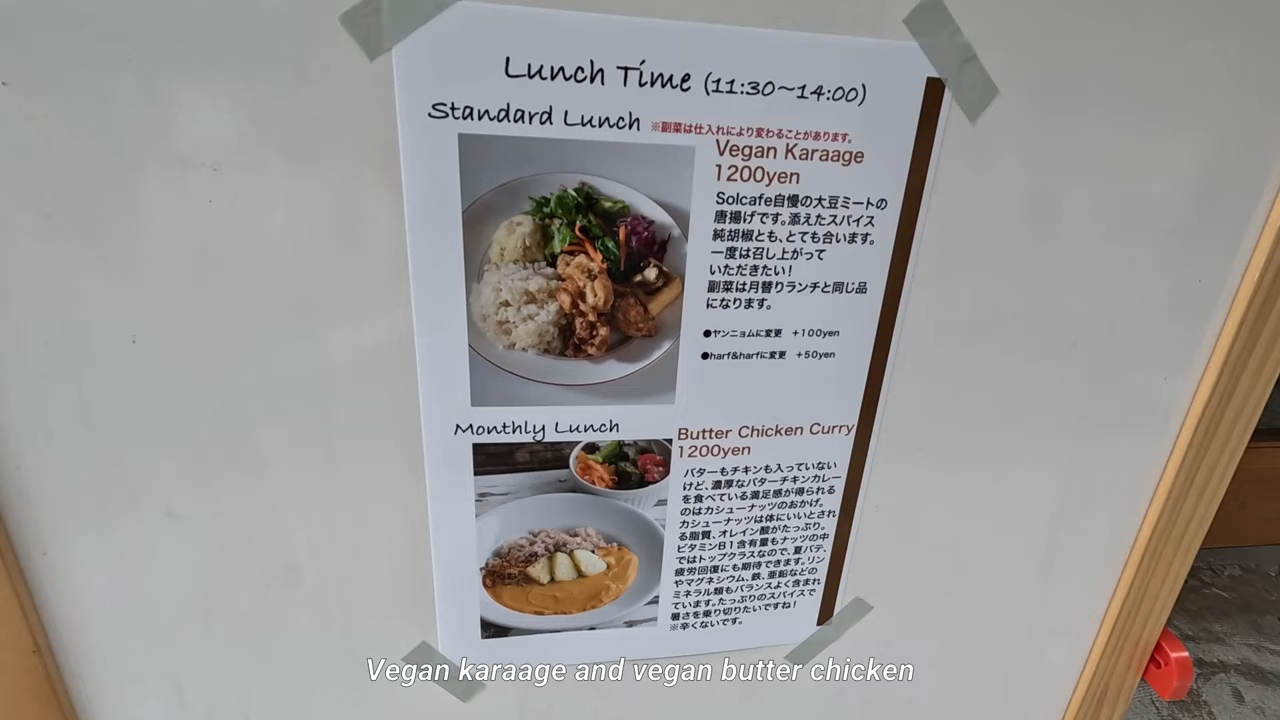 Lunch Time (11:30～14:00)
Standard Lunch ※副菜は仕入れにより変わることがあります。
Vegan Karaage
1200yen
Solcafe自慢の大豆ミートの
唐揚げです。添えたスパイス
純胡椒とも、とても合います。
一度は召し上がって
いただきたい！
副菜は月替りランチと同じ品
になります。
●ヤンニョムに変更 +100yen
●harf&harfに変更 +50yen
Monthly Lunch
Butter Chicken Curry
1200yen
バターもチキンも入っていない
けど、濃厚なバターチキンカレー
を食べている満足感が得られる
のはカシューナッツのおかげ。
カシューナッツは体にいいとされ
る脂質、オレイン酸がたっぷり。
ビタミンB1含有量もナッツの中
ではトップクラスなので、夏バテ、
疲労回復にも期待できます。リン
やマグネシウム、鉄、亜鉛などの
ミネラル類もバランスよく含まれ
ています。たっぷりのスパイスで
暑さを乗り切りたいですね！
※辛くないです。
Vegan karaage and vegan butter chicken